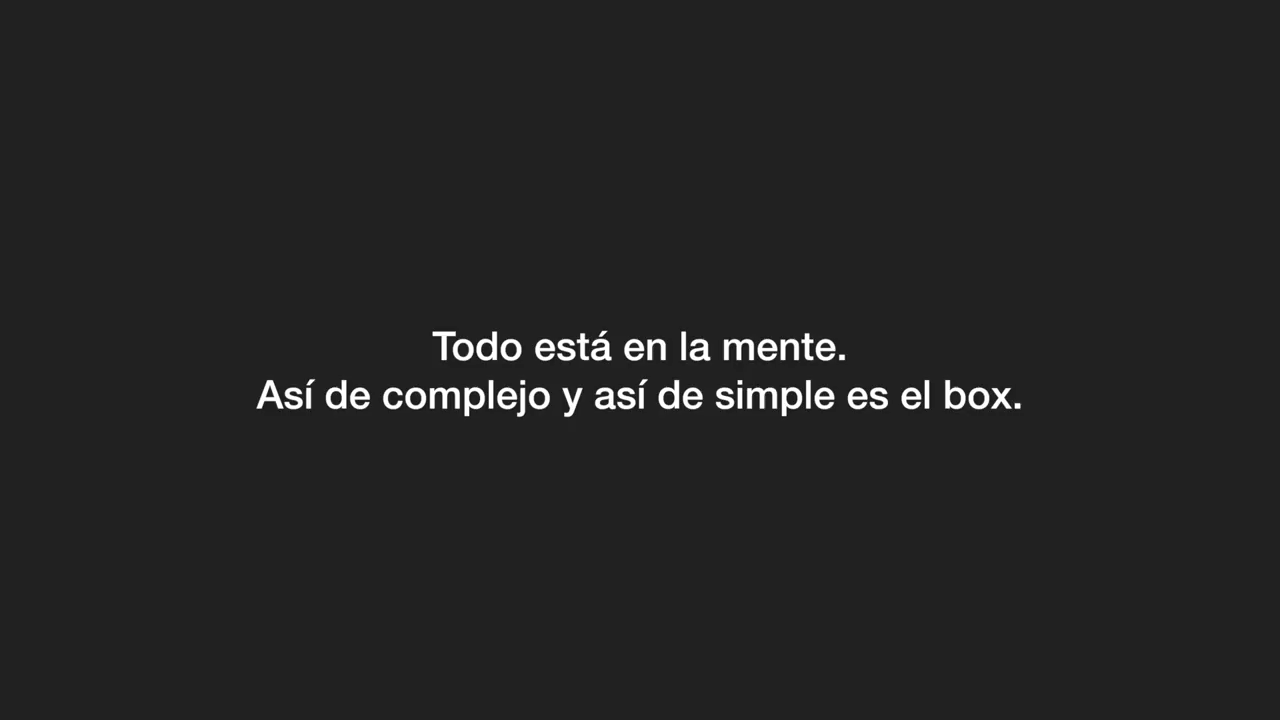 Todo está en la mente.
Así de complejo y así de simple es el box.